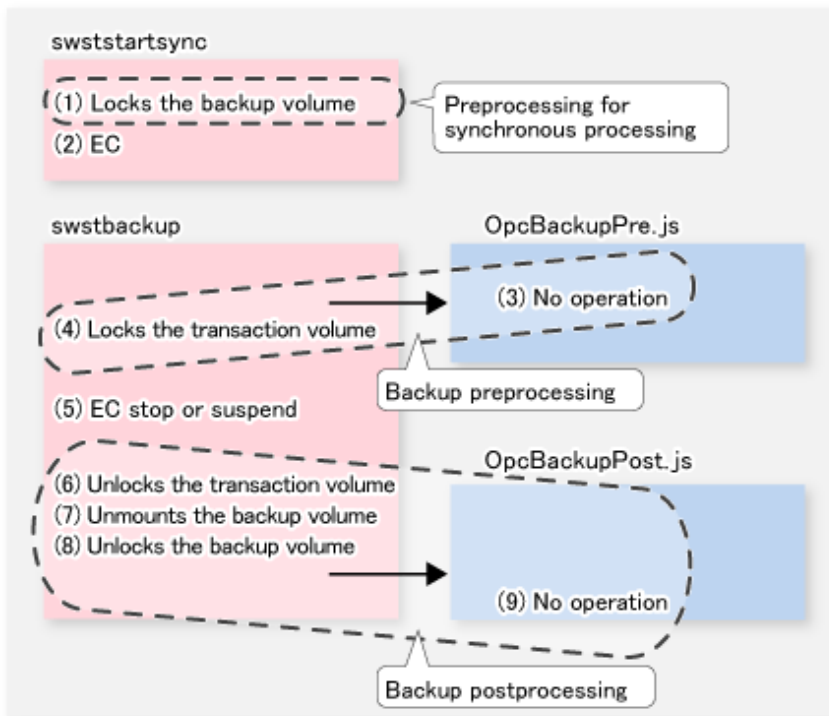 swststartsync
(1) Locks the backup volume
Preprocessing for
synchronous processing
(2) EC
swstbackup
OpcBackupPre.js
(3) No operation
(4) Locks the transaction volume
Backup preprocessing
(5) EC stop or suspend
OpcBackupPost.js
(6) Unlocks the transaction volume
(7) Unmounts the backup volume
(8) Unlocks the backup volume
(9) No operation
Backup postprocessing